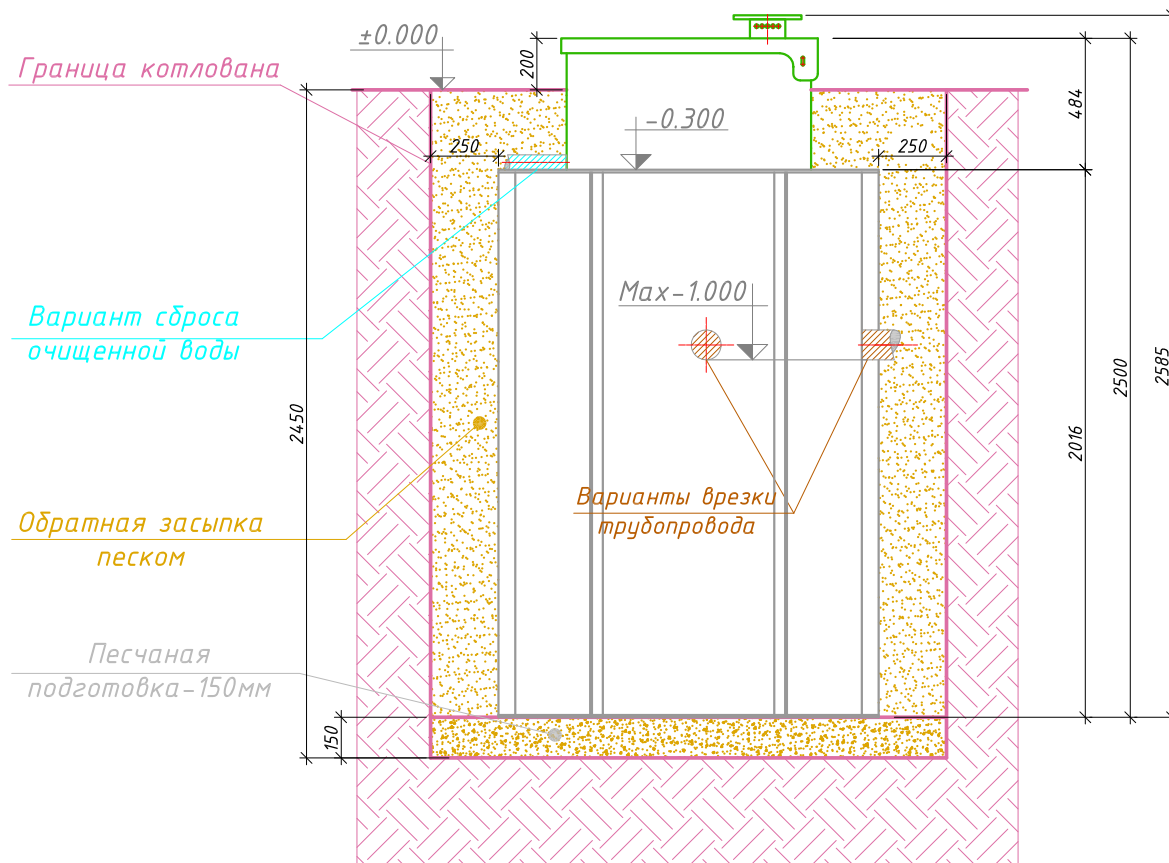 ±0.000
Граница котлована
200
-0.300
484
250
250
Вариант сброса
очищенной воды
Max-1.000
2585
2500
2450
2016
Варианты врезки
трубопровода
Обратная засыпка
песком
Песчаная
подготовка-150мм
150